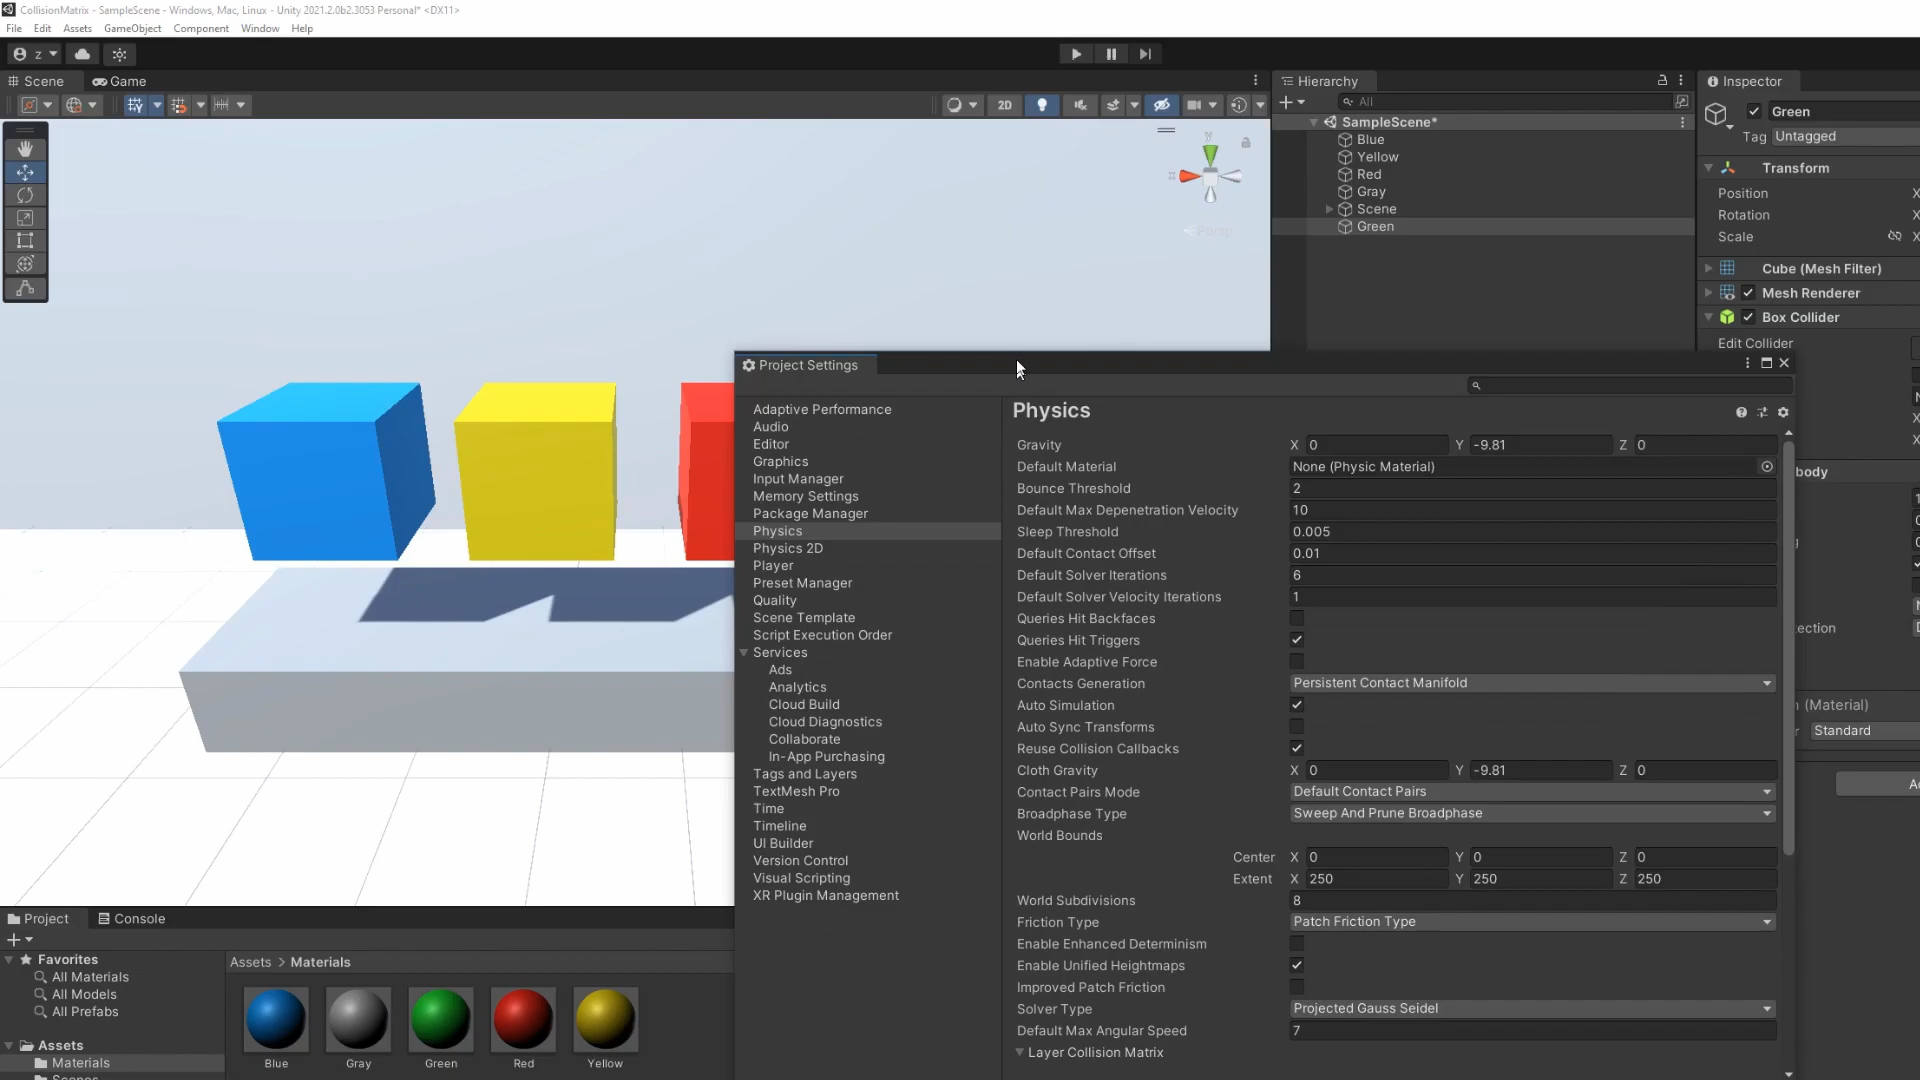 CollisionMatrix - SampleScene - Windows, Mac, Linux - Unity 2021.2.0b2.3053 Personal* <DX11>
File Edit Assets GameObject Component Window Help
z
Scene Game
2D
Persp
Hierarchy
All
SampleScene*
Blue
Yellow
Red
Gray
Scene
Green
Inspector
Green
Tag Untagged
Transform
Position X
Rotation X
Scale X
Cube (Mesh Filter)
Mesh Renderer
Box Collider
Edit Collider
Project Settings
Adaptive Performance
Audio
Editor
Graphics
Input Manager
Memory Settings
Package Manager
Physics
Physics 2D
Player
Preset Manager
Quality
Scene Template
Script Execution Order
Services
Ads
Analytics
Cloud Build
Cloud Diagnostics
Collaborate
In-App Purchasing
Tags and Layers
TextMesh Pro
Time
Timeline
UI Builder
Version Control
Visual Scripting
XR Plugin Management
Physics
Gravity X 0 Y -9.81 Z 0
Default Material None (Physic Material)
Bounce Threshold 2
Default Max Depenetration Velocity 10
Sleep Threshold 0.005
Default Contact Offset 0.01
Default Solver Iterations 6
Default Solver Velocity Iterations 1
Queries Hit Backfaces
Queries Hit Triggers
Enable Adaptive Force
Contacts Generation Persistent Contact Manifold
Auto Simulation
Auto Sync Transforms
Reuse Collision Callbacks
Cloth Gravity X 0 Y -9.81 Z 0
Contact Pairs Mode Default Contact Pairs
Broadphase Type Sweep And Prune Broadphase
World Bounds
Center X 0 Y 0 Z 0
Extent X 250 Y 250 Z 250
World Subdivisions 8
Friction Type Patch Friction Type
Enable Enhanced Determinism
Enable Unified Heightmaps
Improved Patch Friction
Solver Type Projected Gauss Seidel
Default Max Angular Speed 7
Layer Collision Matrix
body
ection
(Material)
Standard
Project Console
Favorites
All Materials
All Models
All Prefabs
Assets
Materials
Scenes
Assets > Materials
Blue Gray Green Red Yellow